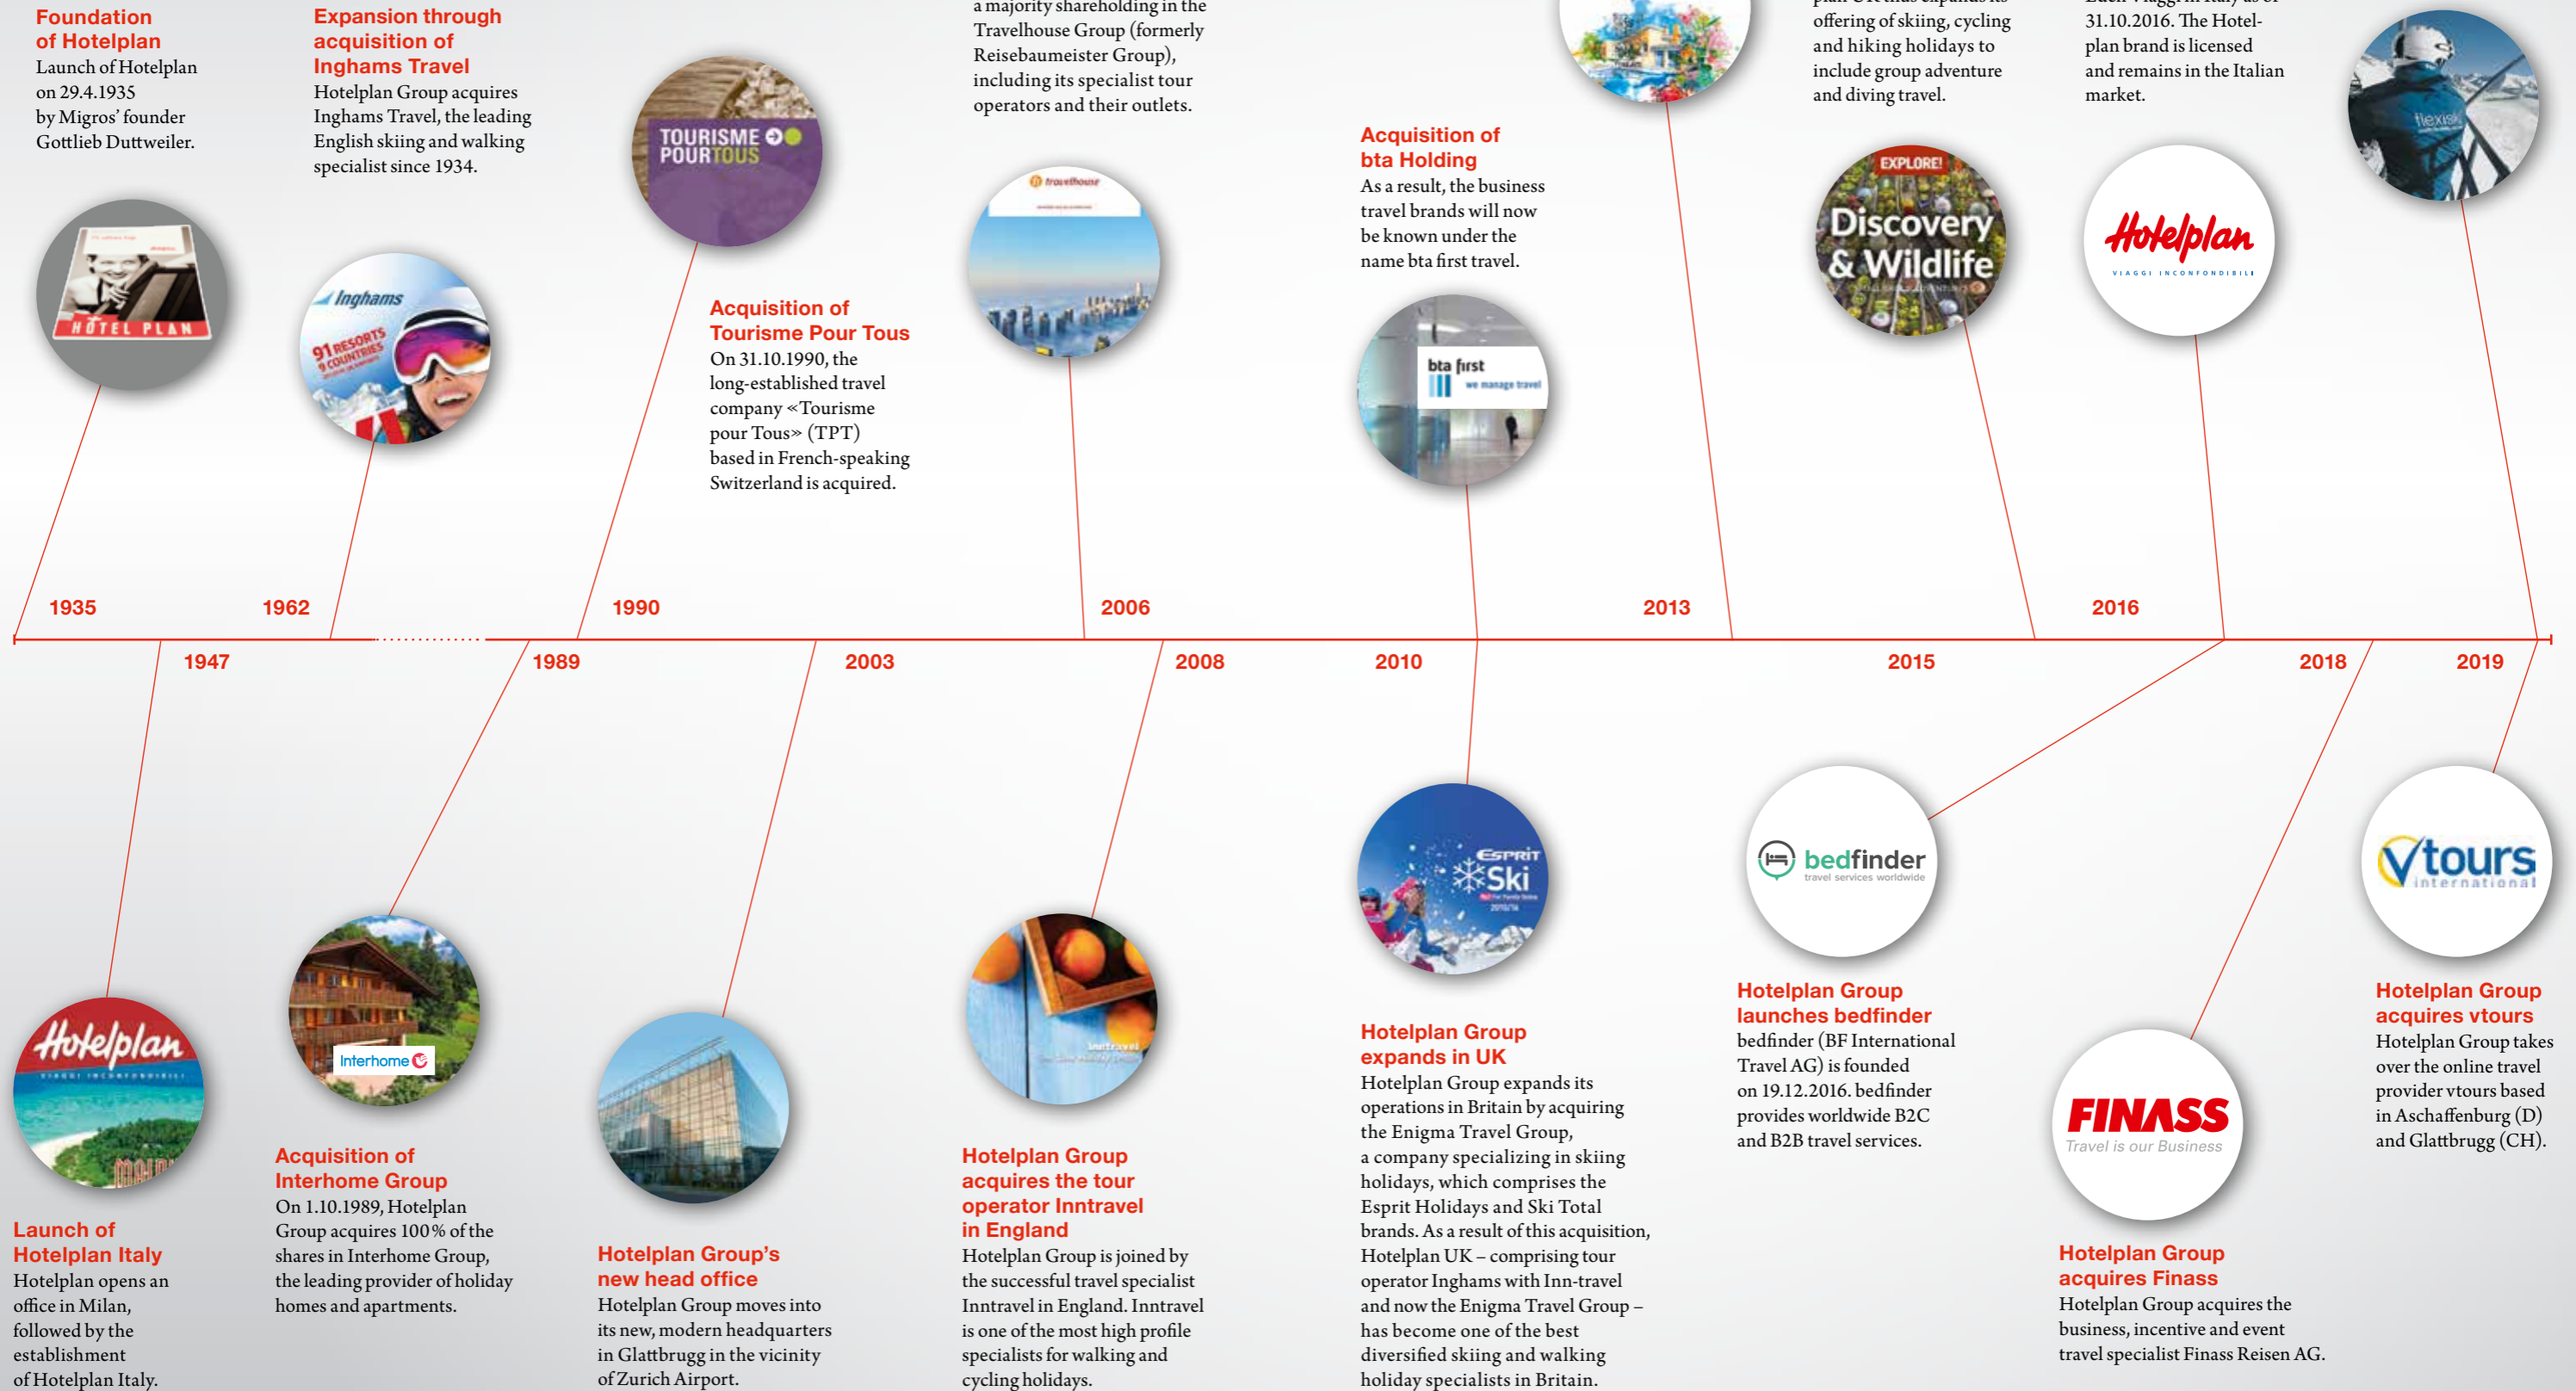 Foundation
of Hotelplan
Launch of Hotelplan
on 29.4.1935
by Migros’ founder
Gottlieb Duttweiler.
HOTEL PLAN
Expansion through
acquisition of
Inghams Travel
Hotelplan Group acquires
Inghams Travel, the leading
English skiing and walking
specialist since 1934.
Inghams
91 RESORTS
9 COUNTRIES
TOURISME
POURTOUS
Acquisition of
Tourisme Pour Tous
On 31.10.1990, the
long-established travel
company «Tourisme
pour Tous» (TPT)
based in French-speaking
Switzerland is acquired.
a majority shareholding in the
Travelhouse Group (formerly
Reisebaumeister Group),
including its specialist tour
operators and their outlets.
travelhouse
Acquisition of
bta Holding
As a result, the business
travel brands will now
be known under the
name bta first travel.
bta first
we manage travel
offering of skiing, cycling
and hiking holidays to
include group adventure
and diving travel.
EXPLORE!
Discovery
& Wildlife
31.10.2016. The Hotel-
plan brand is licensed
and remains in the Italian
market.
Hotelplan
VIAGGI INCONFONDIBILI
flexiski
1935
1962
1990
2006
2013
2016
1947
1989
2003
2008
2010
2015
2018
2019
Hotelplan
VIAGGI INCONFONDIBILI
Launch of
Hotelplan Italy
Hotelplan opens an
office in Milan,
followed by the
establishment
of Hotelplan Italy.
Interhome
Acquisition of
Interhome Group
On 1.10.1989, Hotelplan
Group acquires 100% of the
shares in Interhome Group,
the leading provider of holiday
homes and apartments.
Hotelplan Group’s
new head office
Hotelplan Group moves into
its new, modern headquarters
in Glattbrugg in the vicinity
of Zurich Airport.
Inntravel
Hotelplan Group
acquires the tour
operator Inntravel
in England
Hotelplan Group is joined by
the successful travel specialist
Inntravel in England. Inntravel
is one of the most high profile
specialists for walking and
cycling holidays.
ESPRIT
Ski
Hotelplan Group
expands in UK
Hotelplan Group expands its
operations in Britain by acquiring
the Enigma Travel Group,
a company specializing in skiing
holidays, which comprises the
Esprit Holidays and Ski Total
brands. As a result of this acquisition,
Hotelplan UK – comprising tour
operator Inghams with Inn-travel
and now the Enigma Travel Group –
has become one of the best
diversified skiing and walking
holiday specialists in Britain.
bedfinder
travel services worldwide
Hotelplan Group
launches bedfinder
bedfinder (BF International
Travel AG) is founded
on 19.12.2016. bedfinder
provides worldwide B2C
and B2B travel services.
FINASS
Travel is our Business
Hotelplan Group
acquires Finass
Hotelplan Group acquires the
business, incentive and event
travel specialist Finass Reisen AG.
vtours
international
Hotelplan Group
acquires vtours
Hotelplan Group takes
over the online travel
provider vtours based
in Aschaffenburg (D)
and Glattbrugg (CH).